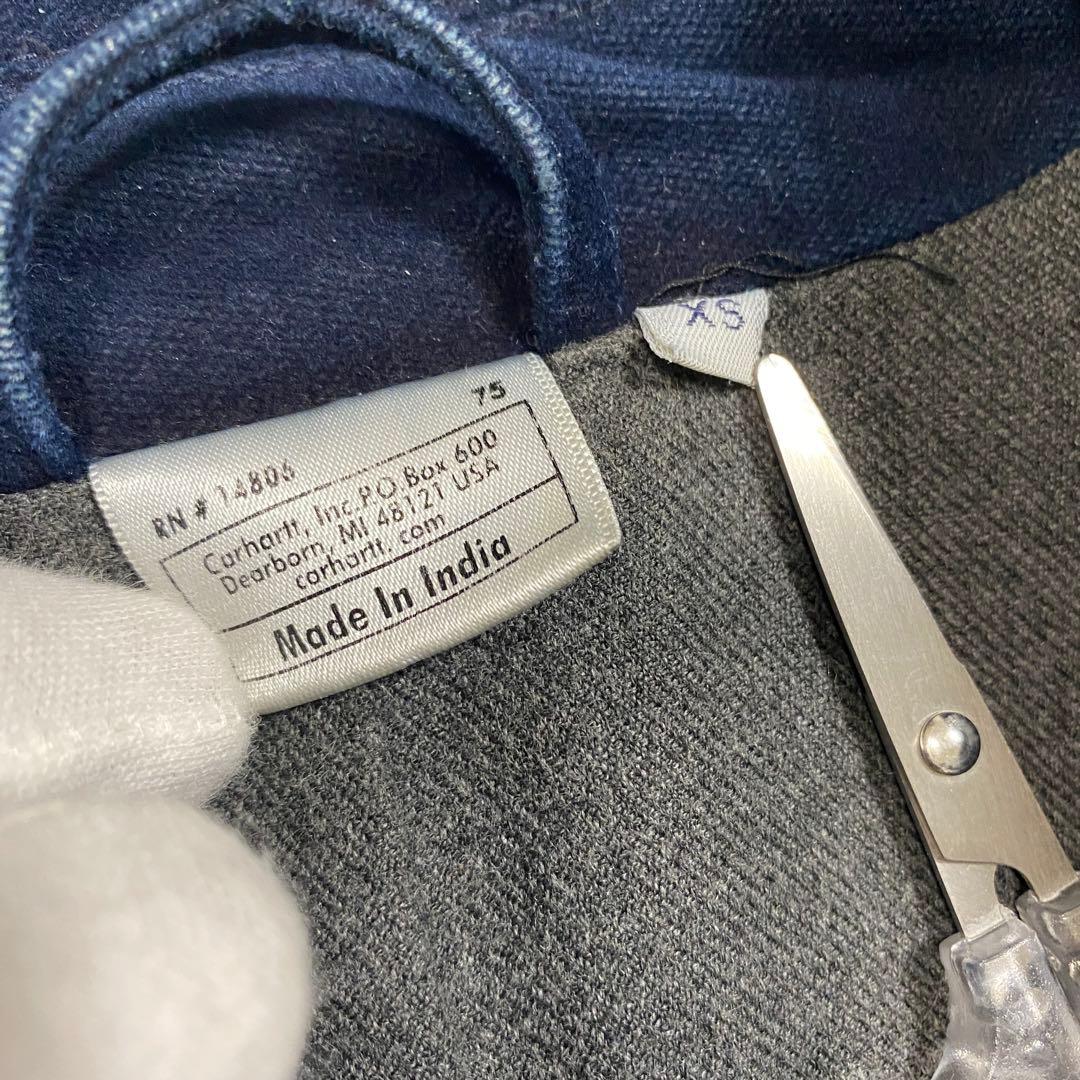 75
RN # 14806
Carhartt, Inc.P.O.Box 600
Dearborn, MI 48121 USA
carhartt. com
Made In India
XS